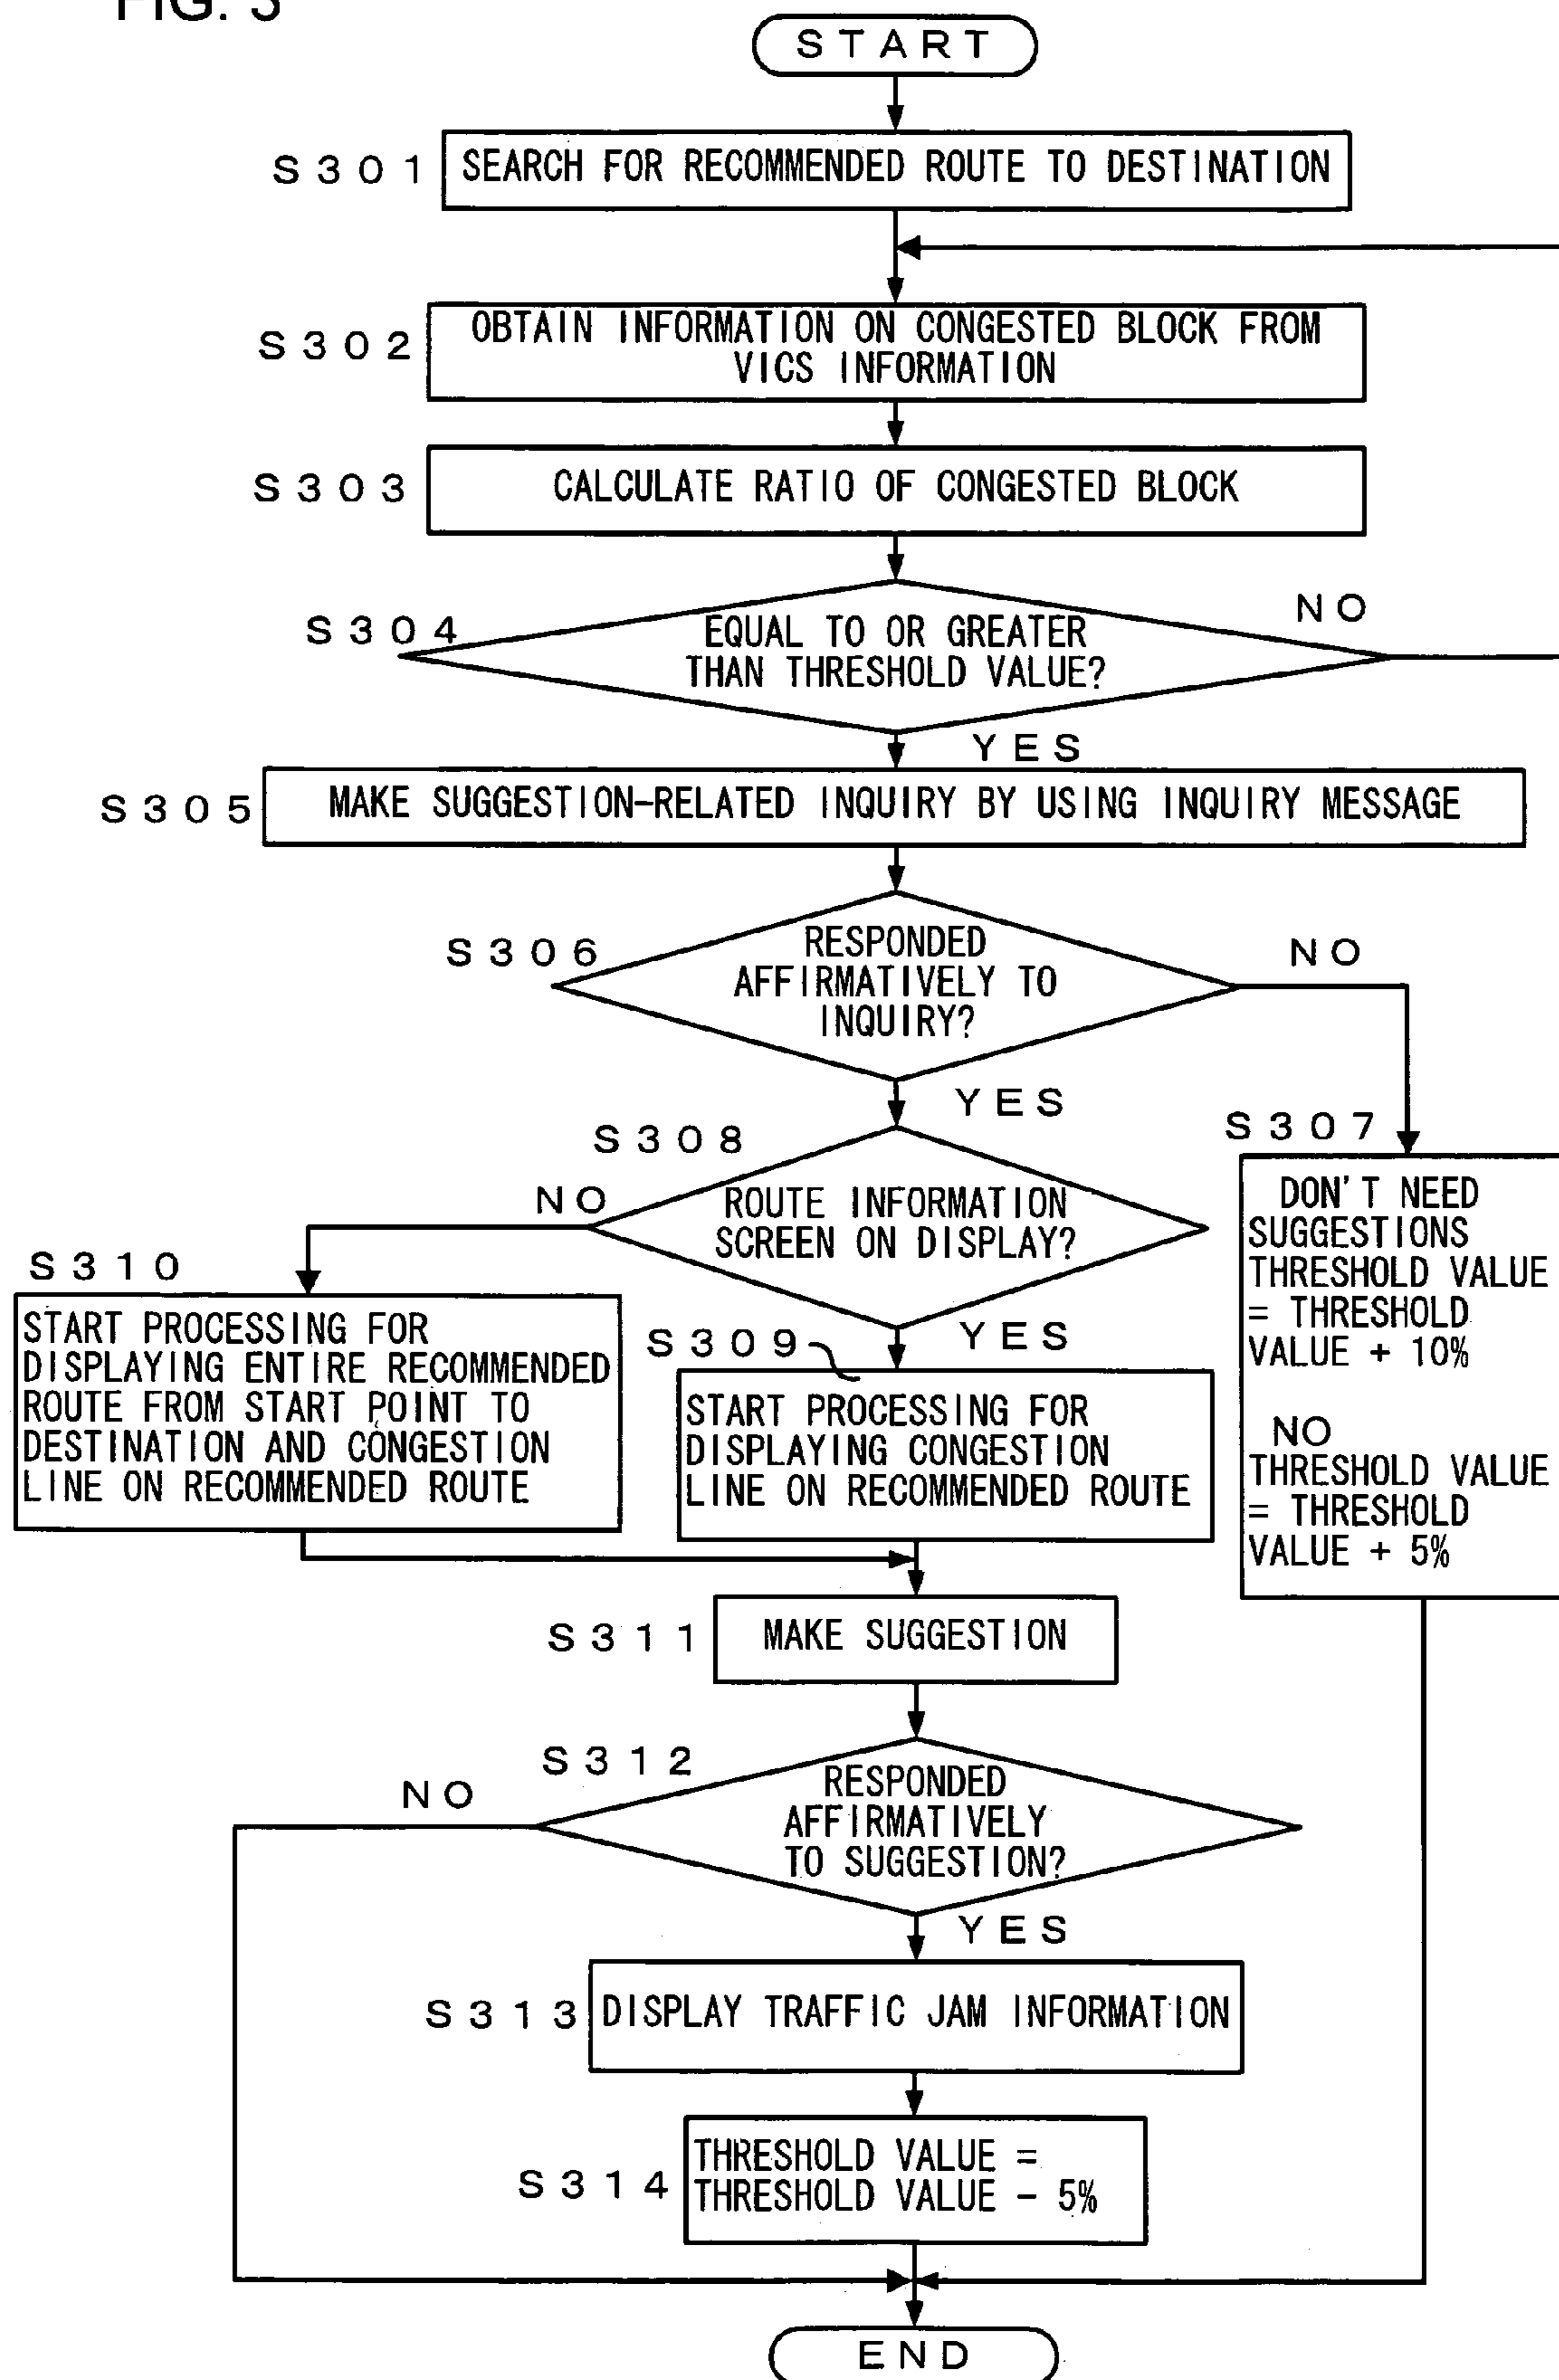 FIG. 3
START
S301
SEARCH FOR RECOMMENDED ROUTE TO DESTINATION
S302
OBTAIN INFORMATION ON CONGESTED BLOCK FROM
VICS INFORMATION
S303
CALCULATE RATIO OF CONGESTED BLOCK
S304
EQUAL TO OR GREATER
THAN THRESHOLD VALUE?
NO
YES
S305
MAKE SUGGESTION-RELATED INQUIRY BY USING INQUIRY MESSAGE
S306
RESPONDED
AFFIRMATIVELY TO
INQUIRY?
NO
YES
S307
DON'T NEED
SUGGESTIONS
THRESHOLD VALUE
= THRESHOLD
VALUE + 10%
NO
THRESHOLD VALUE
= THRESHOLD
VALUE + 5%
S308
ROUTE INFORMATION
SCREEN ON DISPLAY?
NO
YES
S310
START PROCESSING FOR
DISPLAYING ENTIRE RECOMMENDED
ROUTE FROM START POINT TO
DESTINATION AND CONGESTION
LINE ON RECOMMENDED ROUTE
S309
START PROCESSING FOR
DISPLAYING CONGESTION
LINE ON RECOMMENDED ROUTE
S311
MAKE SUGGESTION
S312
RESPONDED
AFFIRMATIVELY
TO SUGGESTION?
NO
YES
S313
DISPLAY TRAFFIC JAM INFORMATION
S314
THRESHOLD VALUE =
THRESHOLD VALUE - 5%
END